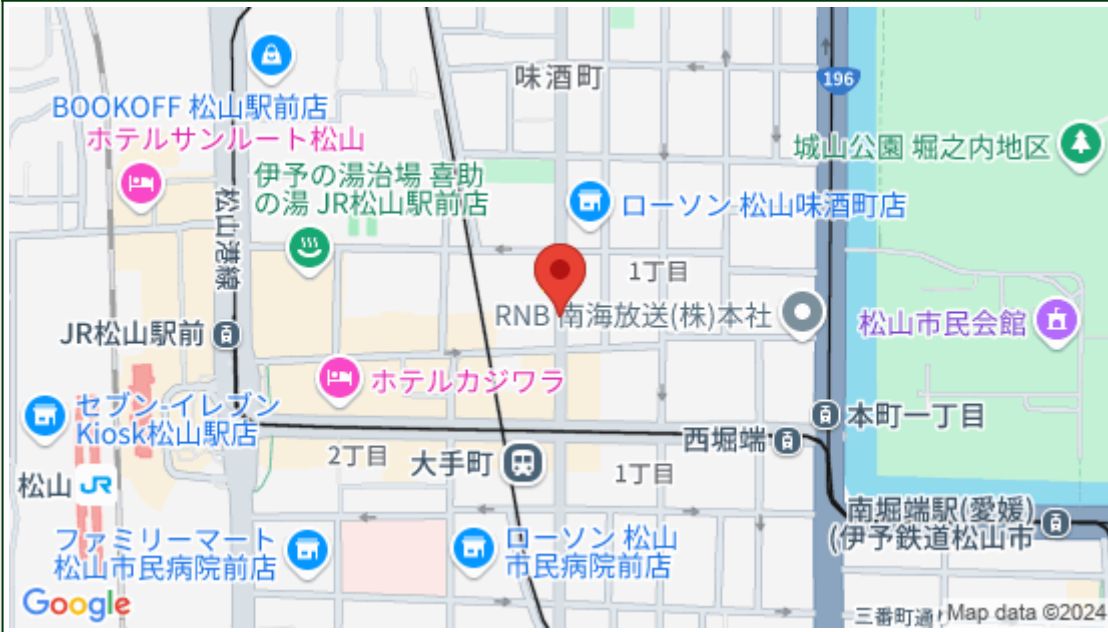 味酒町
196
BOOKOFF 松山駅前店
ホテルサンルート松山
城山公園 堀之内地区
伊予の湯治場 喜助
の湯 JR松山駅前店
ローソン 松山味酒町店
松山港線
1丁目
RNB 南海放送(株)本社
松山市民会館
JR松山駅前
ホテルカジワラ
セブン-イレブン
Kiosk松山駅店
本町一丁目
西堀端
2丁目
大手町
1丁目
松山 JR
南堀端駅(愛媛)
(伊予鉄道松山市
ファミリーマート
松山市民病院前店
ローソン 松山
市民病院前店
Google
三番町通り
Map data ©2024